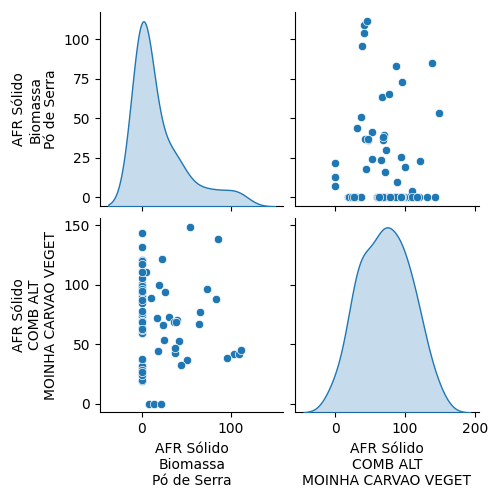 100
75
50
25
0
AFR Sólido
Biomassa
Pó de Serra
150
100
50
0
AFR Sólido
COMB ALT
MOINHA CARVAO VEGET
0
100
AFR Sólido
Biomassa
Pó de Serra
0
100
200
AFR Sólido
COMB ALT
MOINHA CARVAO VEGET